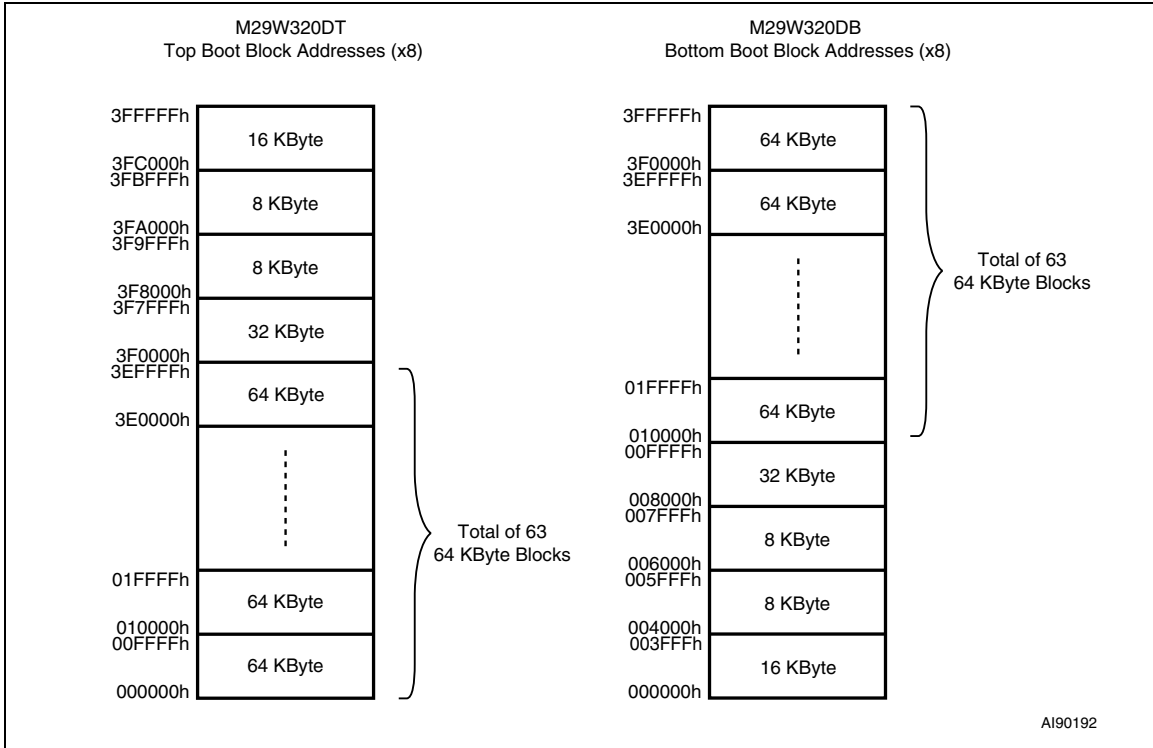 M29W320DT
Top Boot Block Addresses (x8)
3FFFFFh
16 KByte
3FC000h
3FBFFFh
8 KByte
3FA000h
3F9FFFh
8 KByte
3F8000h
3F7FFFh
32 KByte
3F0000h
3EFFFFh
64 KByte
3E0000h
Total of 63
64 KByte Blocks
01FFFFh
64 KByte
010000h
00FFFFh
64 KByte
000000h
M29W320DB
Bottom Boot Block Addresses (x8)
3FFFFFh
64 KByte
3F0000h
3EFFFFh
64 KByte
3E0000h
Total of 63
64 KByte Blocks
01FFFFh
64 KByte
010000h
00FFFFh
32 KByte
008000h
007FFFh
8 KByte
006000h
005FFFh
8 KByte
004000h
003FFFh
16 KByte
000000h
AI90192